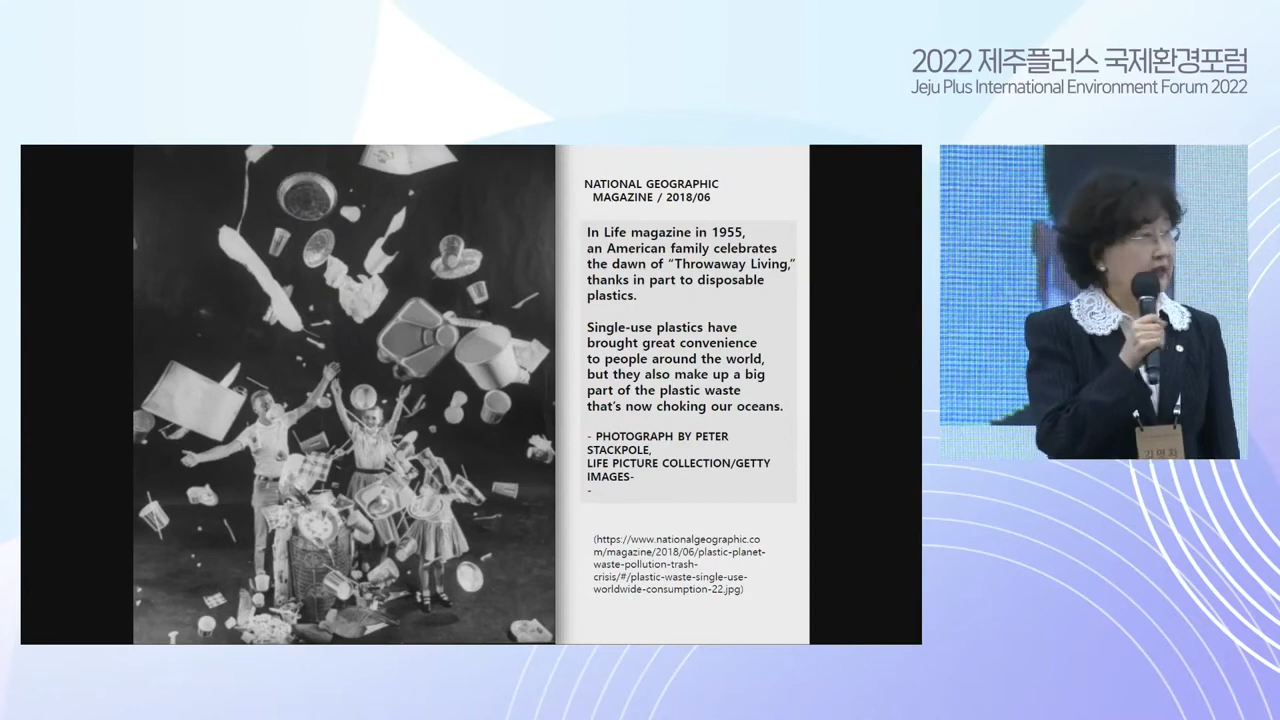 2022 제주플러스 국제환경포럼
Jeju Plus International Environment Forum 2022
NATIONAL GEOGRAPHIC
MAGAZINE / 2018/06
In Life magazine in 1955,
an American family celebrates
the dawn of “Throwaway Living,”
thanks in part to disposable
plastics.
Single-use plastics have
brought great convenience
to people around the world,
but they also make up a big
part of the plastic waste
that’s now choking our oceans.
- PHOTOGRAPH BY PETER
STACKPOLE,
LIFE PICTURE COLLECTION/GETTY
IMAGES-
-
(https://www.nationalgeographic.co
m/magazine/2018/06/plastic-planet-
waste-pollution-trash-
crisis/#/plastic-waste-single-use-
worldwide-consumption-22.jpg)